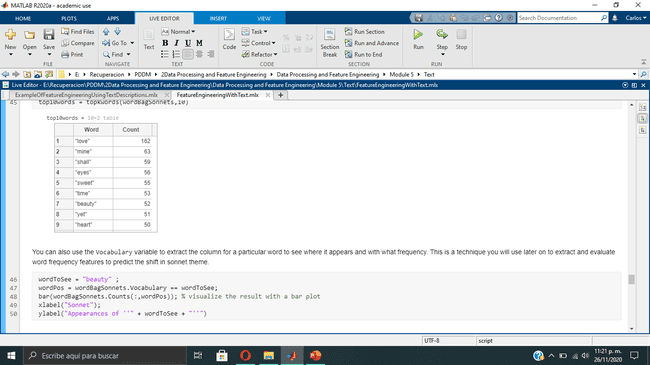 MATLAB R2020a - academic use
HOME PLOTS APPS LIVE EDITOR INSERT VIEW
Search Documentation Carlos
New Open Save Find Files Compare Print Go To Find
Text Normal
B I U M
Code Task Control Refactor
Section Break Run Section Run and Advance Run to End
Run Step Stop
FILE NAVIGATE TEXT CODE SECTION RUN
E: Recuperacion PDDM 2Data Processing and Feature Engineering Data Processing and Feature Engineering Module 5 Text
Live Editor - E:\Recuperacion\PDDM\2Data Processing and Feature Engineering\Data Processing and Feature Engineering\Module 5\Text\FeatureEngineeringWithText.mlx
ExampleOfFeatureEngineeringUsingTextDescriptions.mlx FeatureEngineeringWithText.mlx
45 top10words = topkwords(wordBagSonnets,10)
top10words = 10×2 table
Word Count
1 "love" 162
2 "mine" 63
3 "shall" 59
4 "eyes" 56
5 "sweet" 55
6 "time" 53
7 "beauty" 52
8 "yet" 51
9 "heart" 50
You can also use the Vocabulary variable to extract the column for a particular word to see where it appears and with what frequency. This is a technique you will use later on to extract and evaluate
word frequency features to predict the shift in sonnet theme.
46 wordToSee = "beauty" ;
47 wordPos = wordBagSonnets.Vocabulary == wordToSee;
48 bar(wordBagSonnets.Counts(:,wordPos)); % visualize the result with a bar plot
49 xlabel("Sonnet");
50 ylabel("Appearances of ''" + wordToSee + "''")
UTF-8 script
Escribe aquí para buscar
11:21 p. m.
26/11/2020